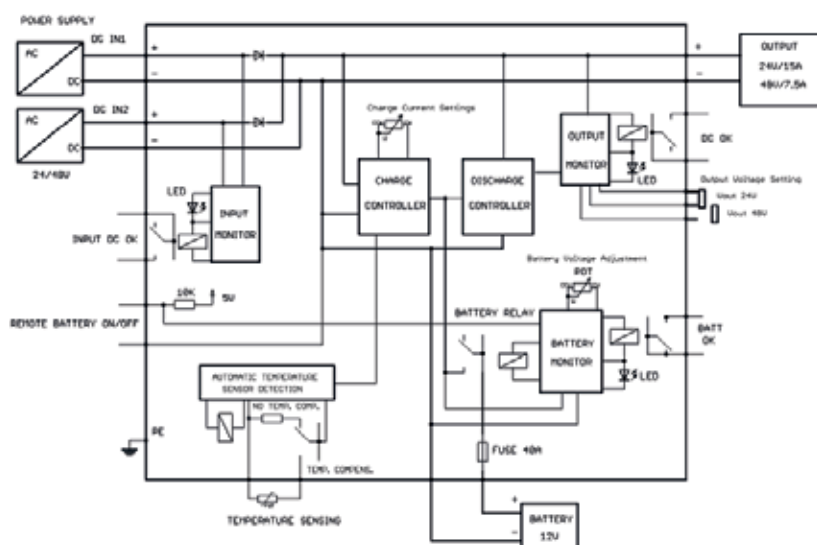 POWER SUPPLY
DC IN1
AC
DC
+
-
DC IN2
AC
DC
+
-
24/48V
+
-
OUTPUT
24V/15A
48V/7,5A
Charge Current Settings
CHARGE
CONTROLLER
DISCHARGE
CONTROLLER
OUTPUT
MONITOR
LED
DC OK
Output Voltage Setting
Vout 24V
Vout 48V
LED
INPUT
MONITOR
INPUT DC OK
10K
5V
REMOTE BATTERY ON/OFF
Battery Voltage Adjustment
POT
BATTERY RELAY
BATTERY
MONITOR
LED
BATT
OK
AUTOMATIC TEMPERATURE
SENSOR DETECTION
NO TEMP. COMP.
TEMP. COMPENS.
PE
TEMPERATURE SENSING
FUSE 40A
+
-
BATTERY
12V